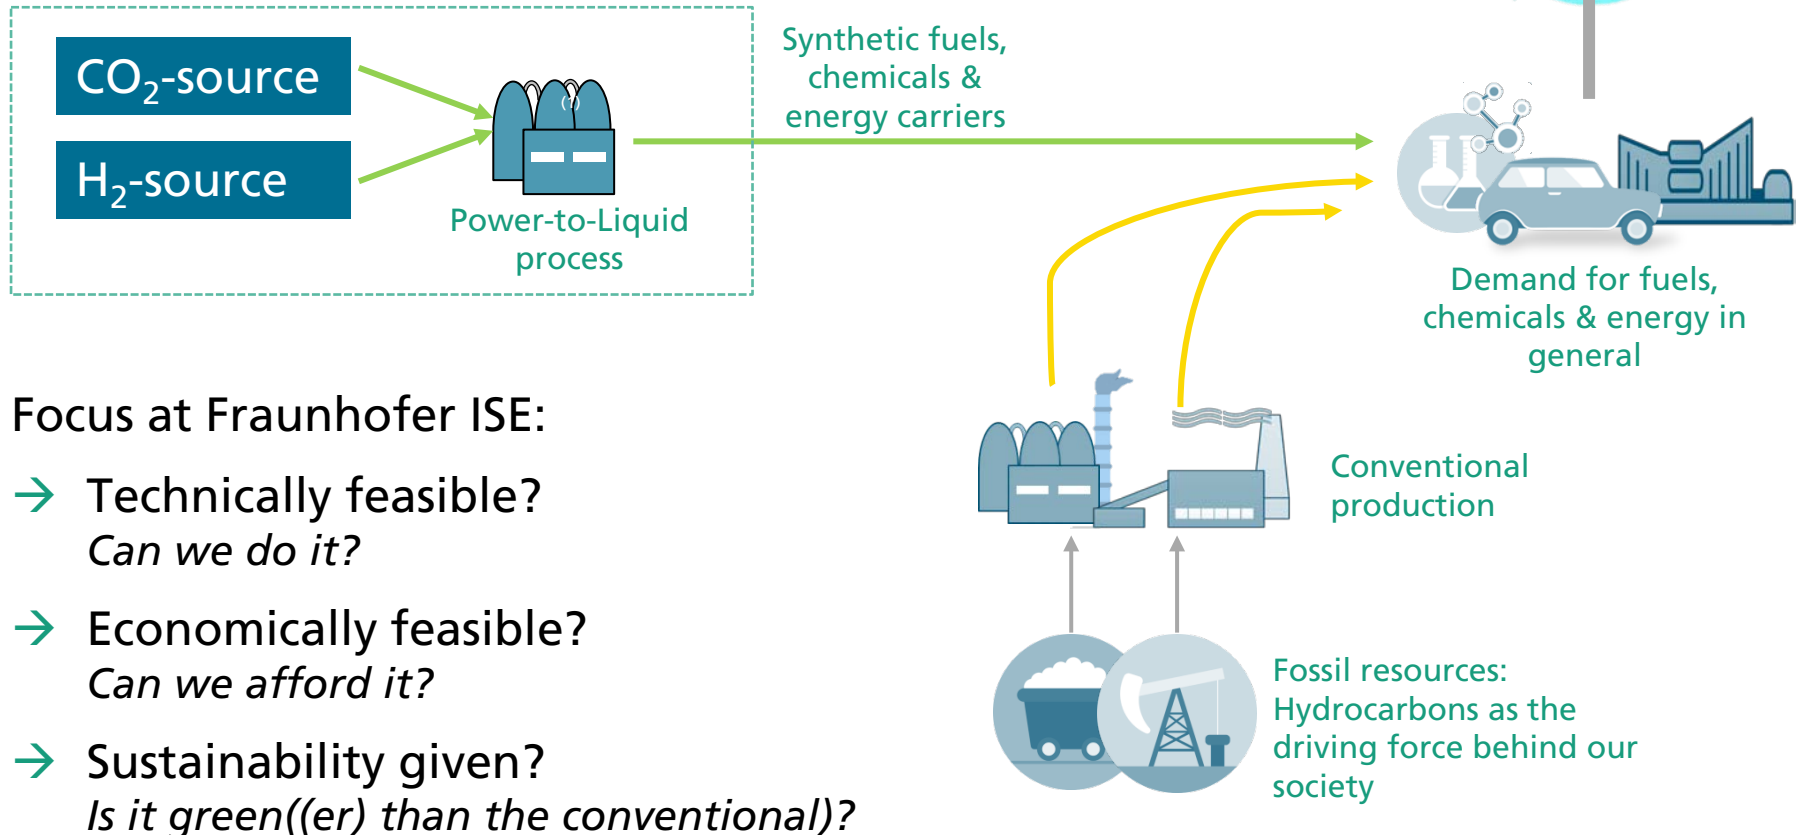 CO₂-source
H₂-source
(1)
Power-to-Liquid
process
Synthetic fuels,
chemicals &
energy carriers
Demand for fuels,
chemicals & energy in
general
Conventional
production
Fossil resources:
Hydrocarbons as the
driving force behind our
society
Focus at Fraunhofer ISE:
→ Technically feasible?
Can we do it?
→ Economically feasible?
Can we afford it?
→ Sustainability given?
Is it green((er) than the conventional)?